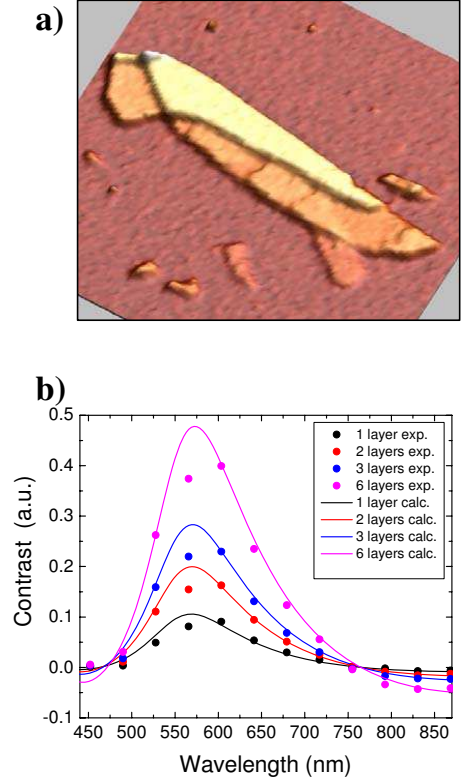 a)
b)
0.5
0.4
0.3
0.2
0.1
0.0
-0.1
Contrast (a.u.)
1 layer exp.
2 layers exp.
3 layers exp.
6 layers exp.
1 layer calc.
2 layers calc.
3 layers calc.
6 layers calc.
450 500 550 600 650 700 750 800 850
Wavelength (nm)